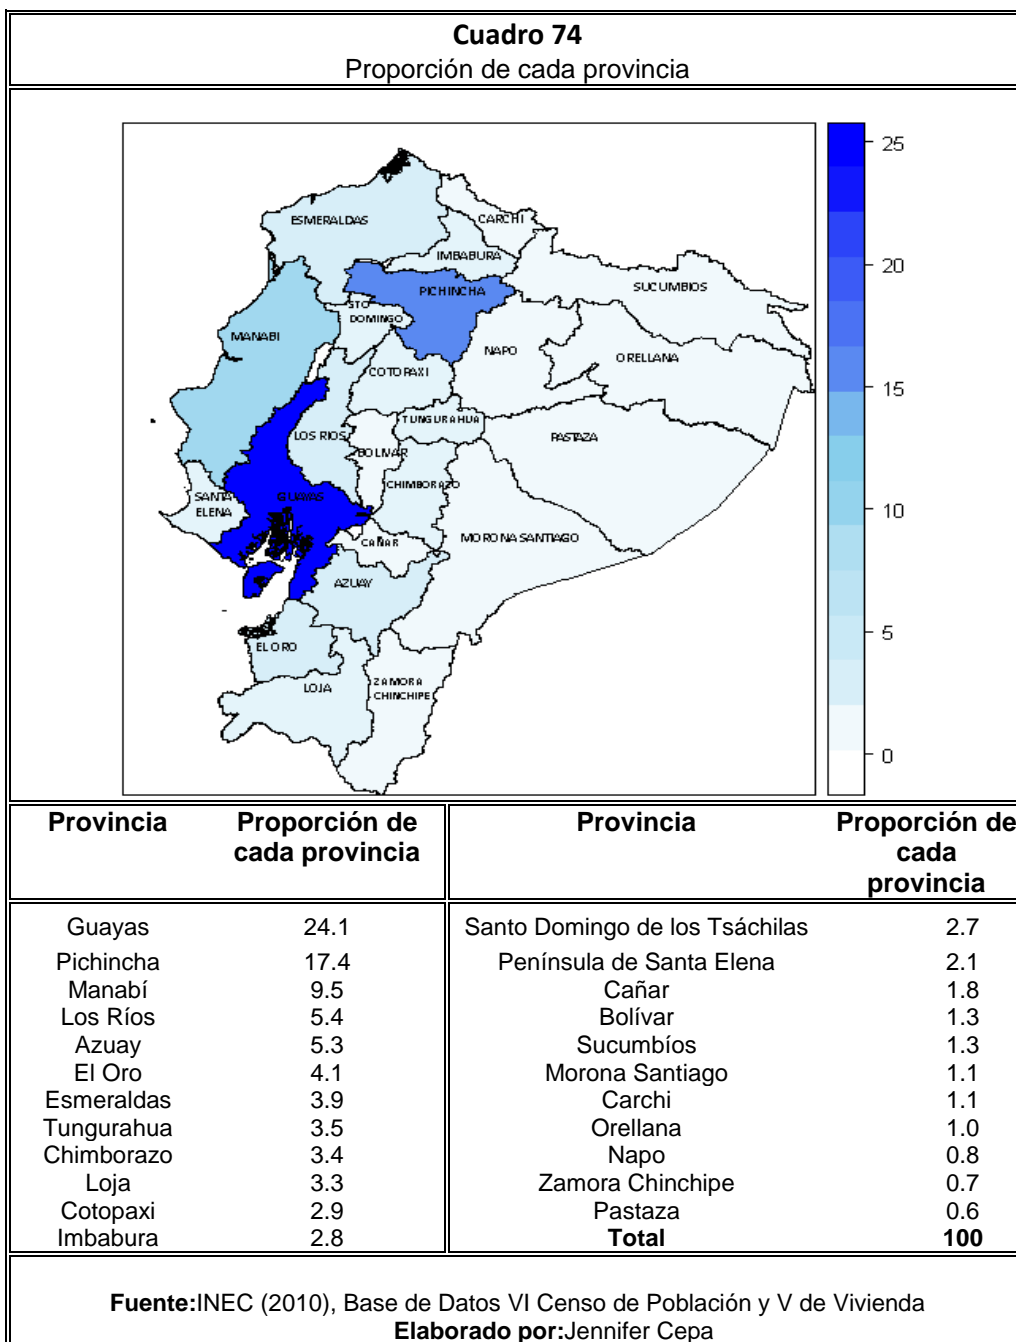 Cuadro 74
Proporción de cada provincia
ESMERALDAS
CARCHI
IMBABURA
PICHINCHA
SUCUMBIOS
STO
DOMINGO
MANABI
NAPO
ORELLANA
COTOPAXI
TUNGURAHUA
LOS RIOS
BOLIVAR
PASTAZA
CHIMBORAZO
SANTA
ELENA
GUAYAS
CAÑAR
MORONA SANTIAGO
AZUAY
EL ORO
LOJA
ZAMORA
CHINCHIPE
25
20
15
10
5
0
Provincia Proporción de cada provincia Provincia Proporción de cada provincia
Guayas 24.1 Santo Domingo de los Tsáchilas 2.7
Pichincha 17.4 Península de Santa Elena 2.1
Manabí 9.5 Cañar 1.8
Los Ríos 5.4 Bolívar 1.3
Azuay 5.3 Sucumbíos 1.3
El Oro 4.1 Morona Santiago 1.1
Esmeraldas 3.9 Carchi 1.1
Tungurahua 3.5 Orellana 1.0
Chimborazo 3.4 Napo 0.8
Loja 3.3 Zamora Chinchipe 0.7
Cotopaxi 2.9 Pastaza 0.6
Imbabura 2.8 Total 100
Fuente:INEC (2010), Base de Datos VI Censo de Población y V de Vivienda
Elaborado por:Jennifer Cepa